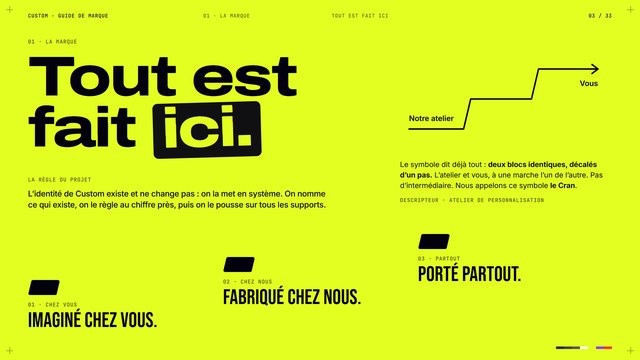 CUSTOM - GUIDE DE MARQUE
01 - LA MARQUE
TOUT EST FAIT ICI
03 / 33
01 - LA MARQUE
Tout est
fait ici.
Notre atelier
Vous
LA RÈGLE DU PROJET
L'identité de Custom existe et ne change pas : on la met en système. On nomme
ce qui existe, on le règle au chiffre près, puis on le pousse sur tous les supports.
Le symbole dit déjà tout : deux blocs identiques, décalés
d'un pas. L'atelier et vous, à une marche l'un de l'autre. Pas
d'intermédiaire. Nous appelons ce symbole le Cran.
DESCRIPTEUR - ATELIER DE PERSONNALISATION
01 - CHEZ VOUS
IMAGINÉ CHEZ VOUS.
02 - CHEZ NOUS
FABRIQUÉ CHEZ NOUS.
03 - PARTOUT
PORTÉ PARTOUT.